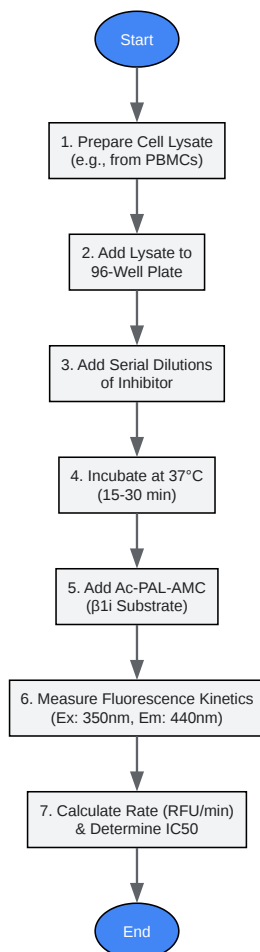 Start
1. Prepare Cell Lysate
(e.g., from PBMCs)
2. Add Lysate to
96-Well Plate
3. Add Serial Dilutions
of Inhibitor
4. Incubate at 37°C
(15-30 min)
5. Add Ac-PAL-AMC
(β1i Substrate)
6. Measure Fluorescence Kinetics
(Ex: 350nm, Em: 440nm)
7. Calculate Rate (RFU/min)
& Determine IC50
End